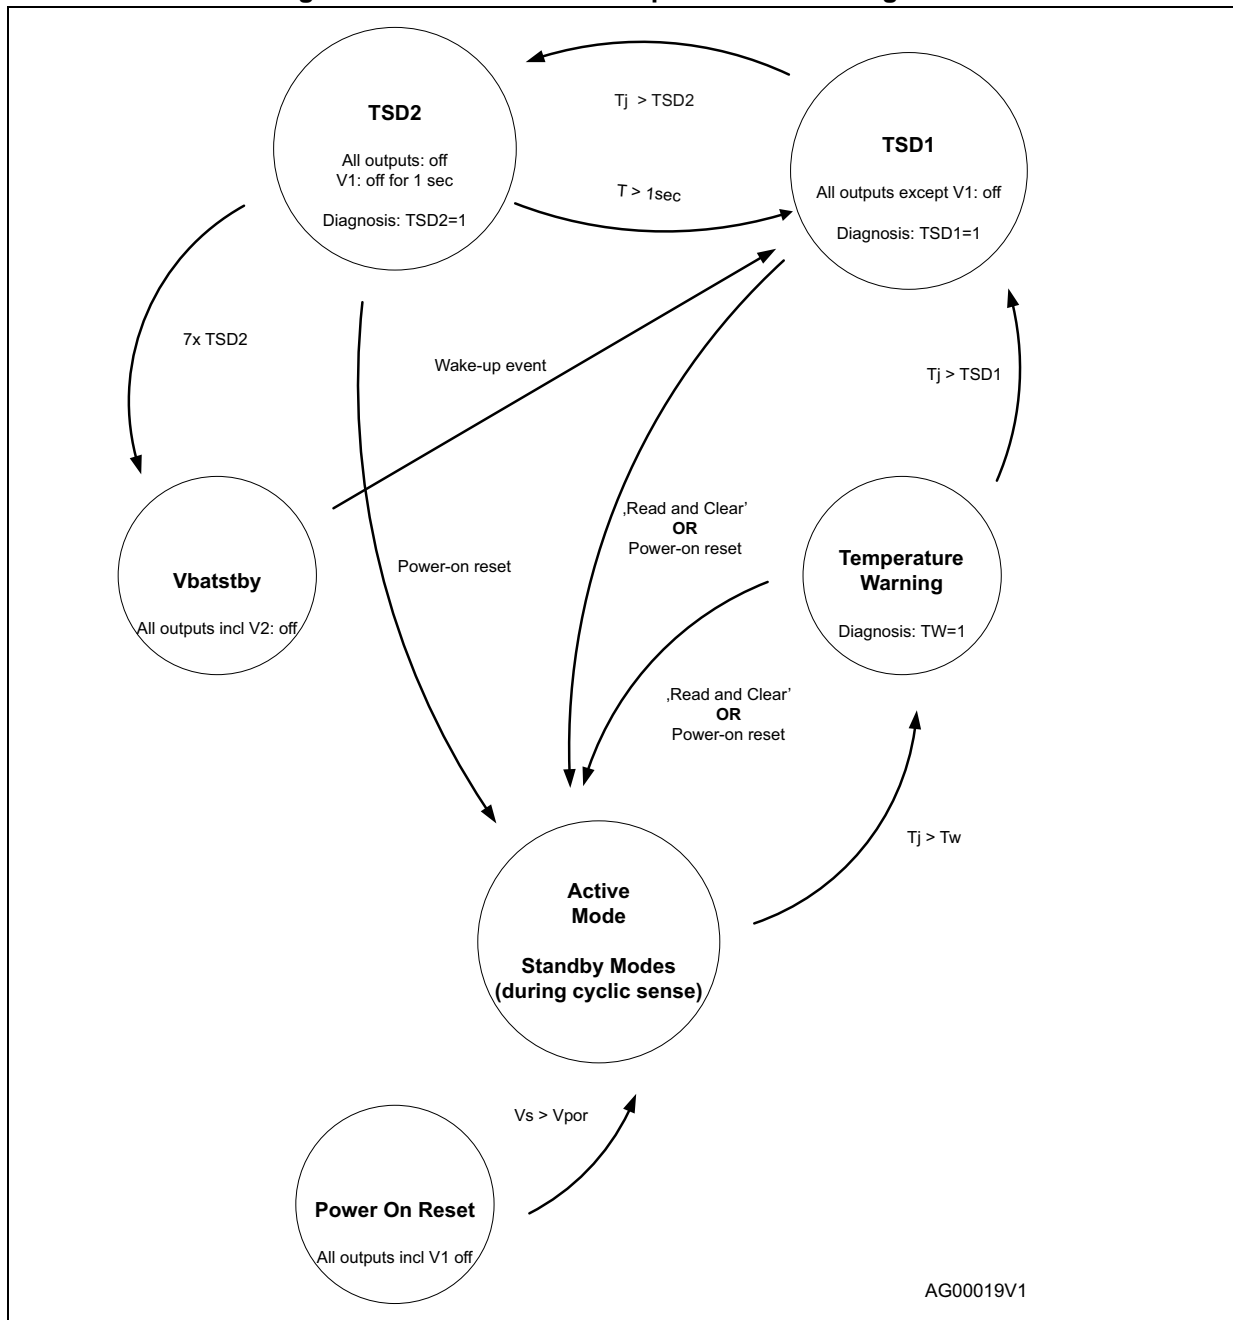 TSD2
All outputs: off
V1: off for 1 sec
Diagnosis: TSD2=1
Tj > TSD2
T > 1sec
TSD1
All outputs except V1: off
Diagnosis: TSD1=1
7x TSD2
Wake-up event
Tj > TSD1
Vbatstby
All outputs incl V2: off
Power-on reset
‚Read and Clear’
OR
Power-on reset
Temperature
Warning
Diagnosis: TW=1
‚Read and Clear’
OR
Power-on reset
Tj > Tw
Active
Mode
Standby Modes
(during cyclic sense)
Vs > Vpor
Power On Reset
All outputs incl V1 off
AG00019V1